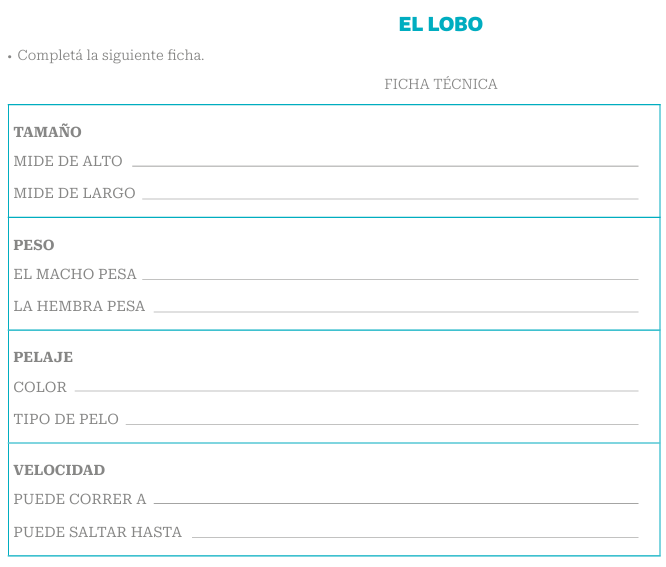 EL LOBO
• Completá la siguiente ficha.
FICHA TÉCNICA
TAMAÑO
MIDE DE ALTO
MIDE DE LARGO
PESO
EL MACHO PESA
LA HEMBRA PESA
PELAJE
COLOR
TIPO DE PELO
VELOCIDAD
PUEDE CORRER A
PUEDE SALTAR HASTA